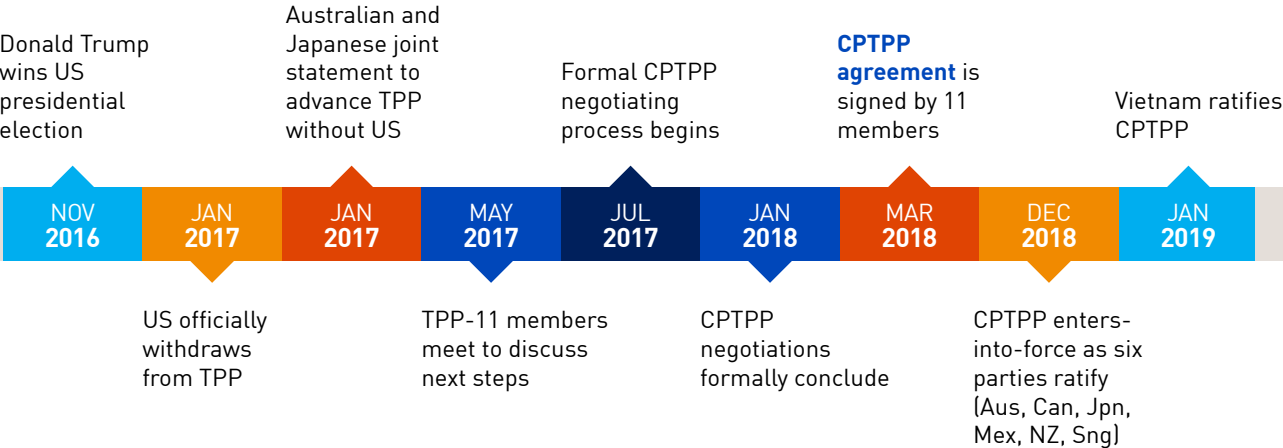 Donald Trump
wins US
presidential
election
Australian and
Japanese joint
statement to
advance TPP
without US
Formal CPTPP
negotiating
process begins
CPTPP
agreement is
signed by 11
members
Vietnam ratifies
CPTPP
NOV
2016
JAN
2017
JAN
2017
MAY
2017
JUL
2017
JAN
2018
MAR
2018
DEC
2018
JAN
2019
US officially
withdraws
from TPP
TPP-11 members
meet to discuss
next steps
CPTPP
negotiations
formally conclude
CPTPP enters-
into-force as six
parties ratify
(Aus, Can, Jpn,
Mex, NZ, Sng)